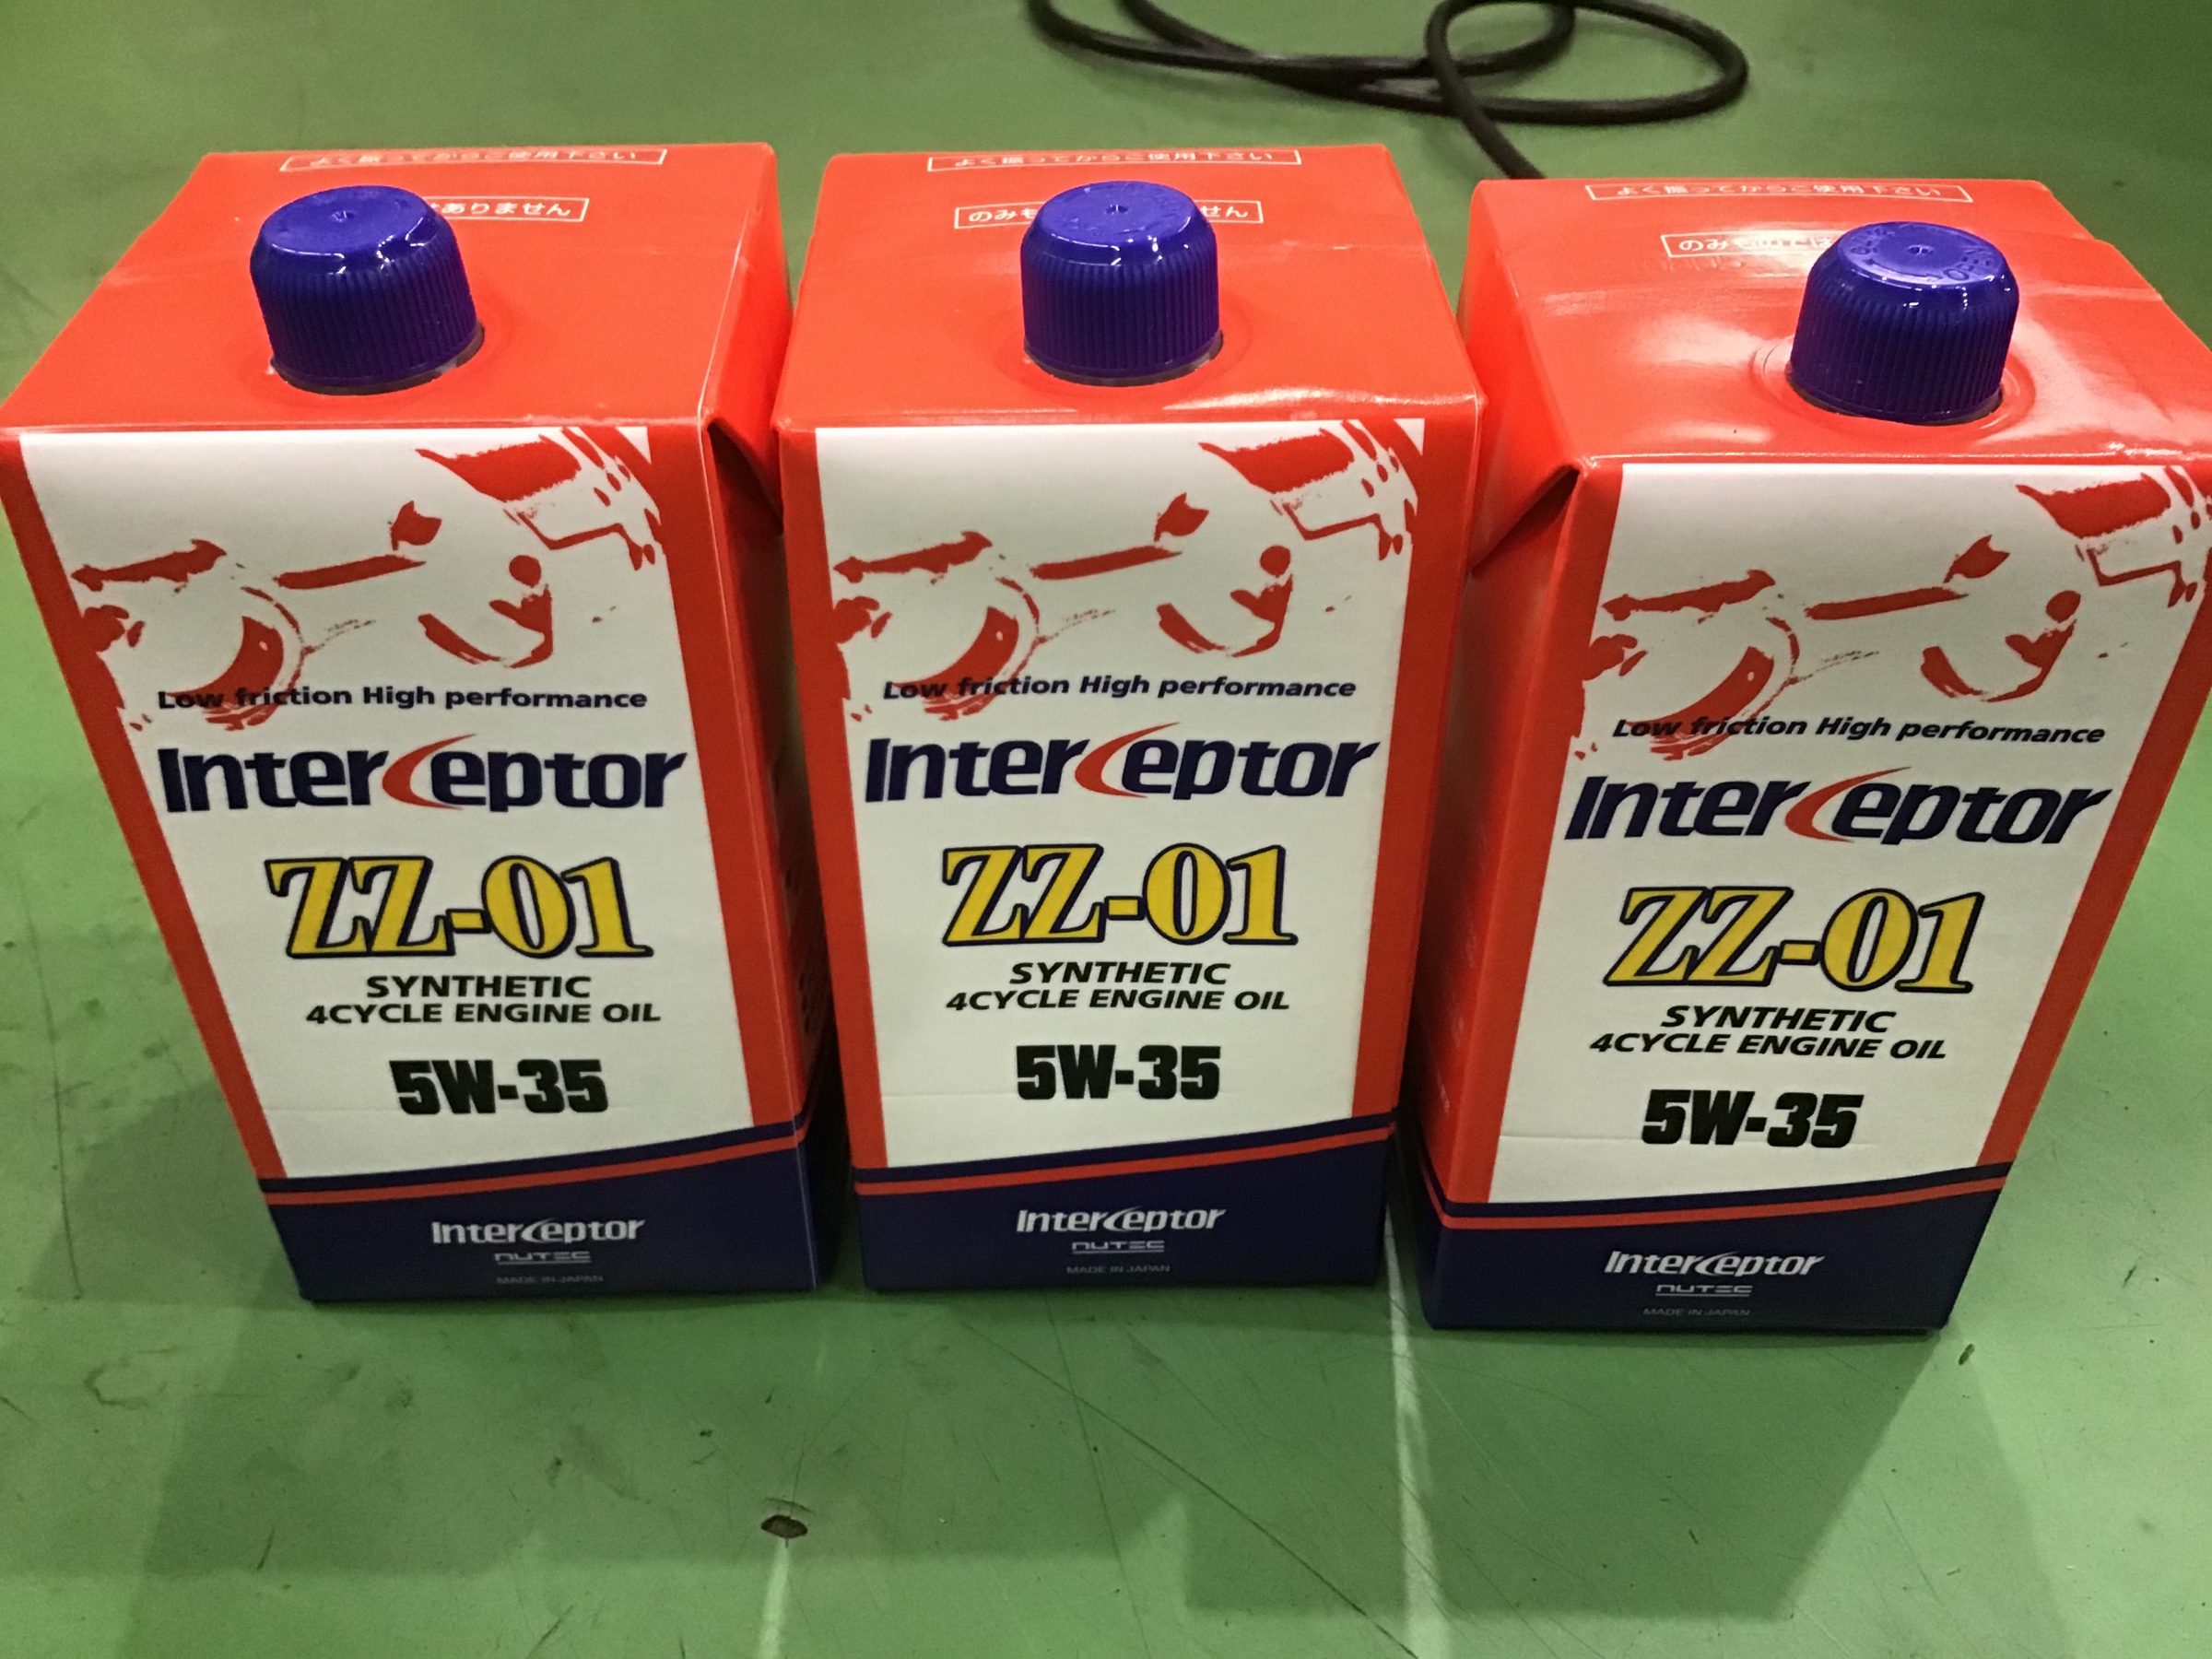 よく振ってからご使用下さい
はありません
Low friction High performance
Interceptor
ZZ-01
SYNTHETIC
4CYCLE ENGINE OIL
5W-35
Interceptor
NUTEC
MADE IN JAPAN
よく振ってからご使用下さい
のみも
せん
Low friction High performance
Interceptor
ZZ-01
SYNTHETIC
4CYCLE ENGINE OIL
5W-35
Interceptor
NUTEC
MADE IN JAPAN
よく振ってからご使用下さい
のみものでは
Low friction High performance
Interceptor
ZZ-01
SYNTHETIC
4CYCLE ENGINE OIL
5W-35
Interceptor
NUTEC
MADE IN JAPAN